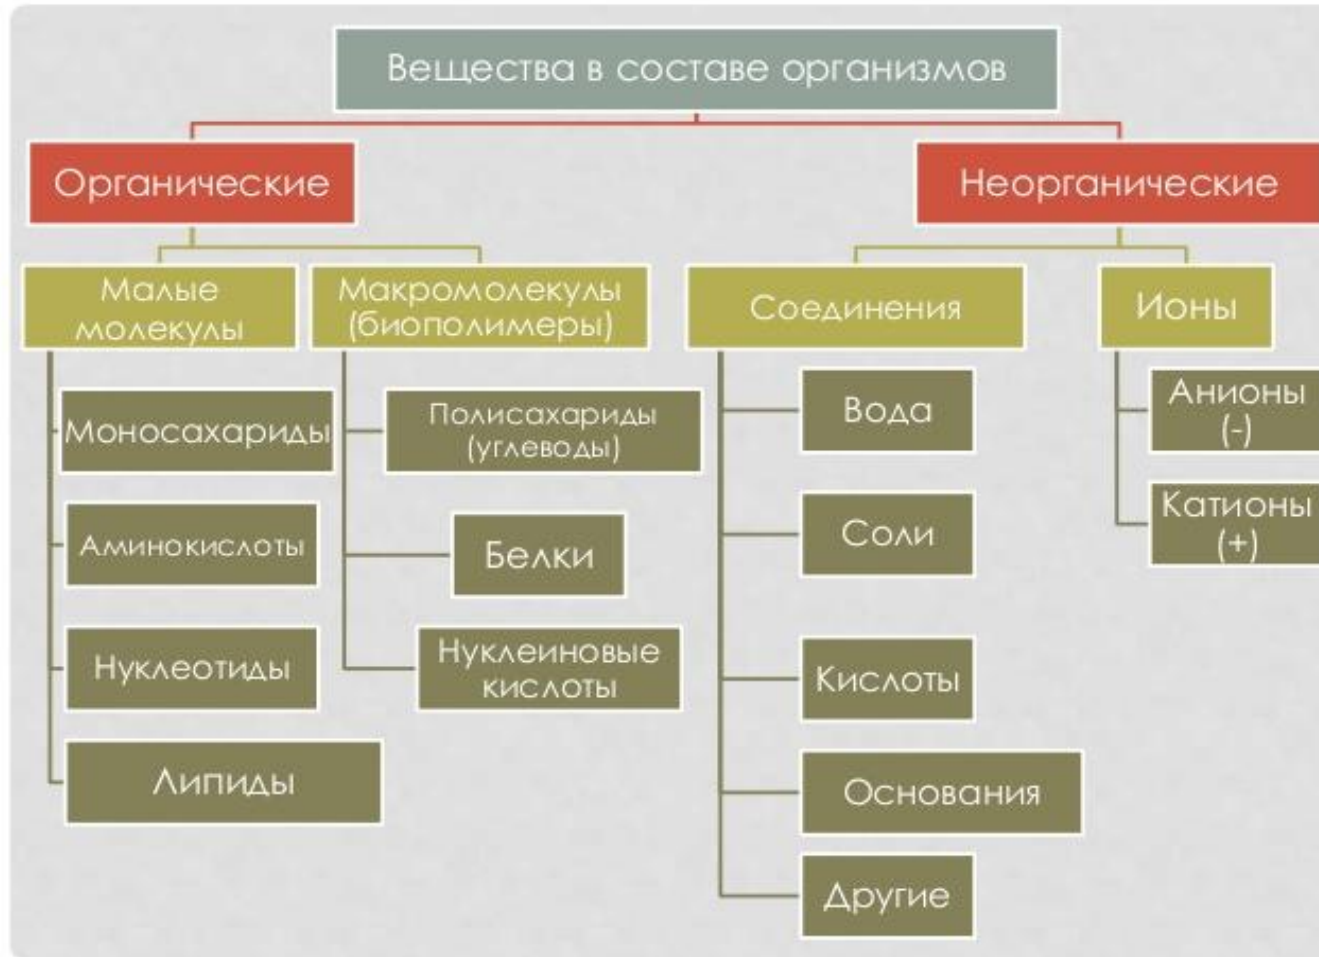 Вещества в составе организмов
Органические
Неорганические
Малые
молекулы
Макромолекулы
(биополимеры)
Соединения
Ионы
Моносахариды
Аминокислоты
Нуклеотиды
Липиды
Полисахариды
(углеводы)
Белки
Нуклеиновые
кислоты
Вода
Соли
Кислоты
Основания
Другие
Анионы
(-)
Катионы
(+)